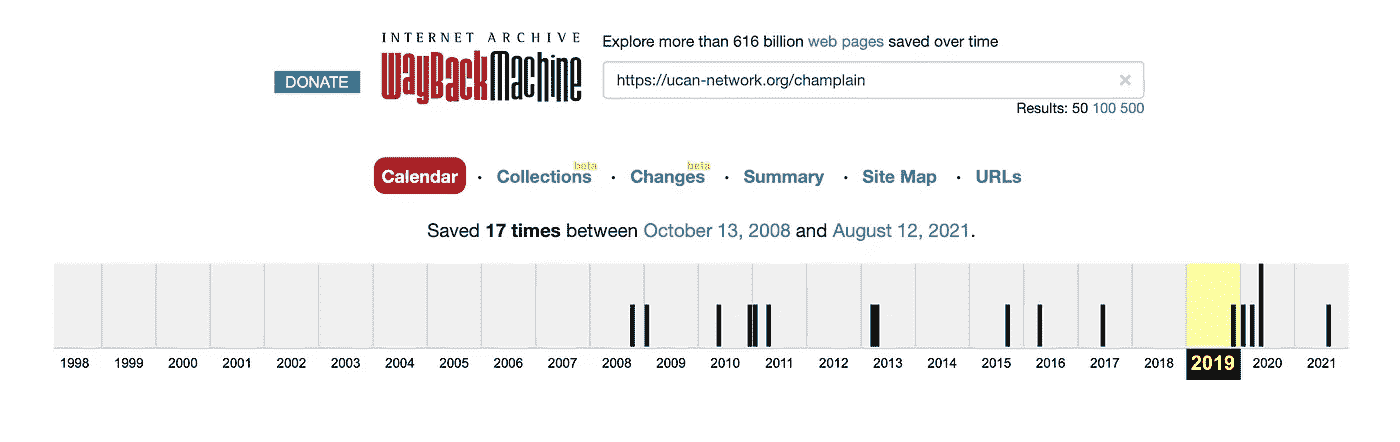 INTERNET ARCHIVE
Explore more than 616 billion web pages saved over time
DONATE
WayBackMachine
https://ucan-network.org/champlain ×
Results: 50 100 500
Calendar · Collections beta · Changes beta · Summary · Site Map · URLs
Saved 17 times between October 13, 2008 and August 12, 2021.
1998 1999 2000 2001 2002 2003 2004 2005 2006 2007 2008 2009 2010 2011 2012 2013 2014 2015 2016 2017 2018 2019 2020 2021